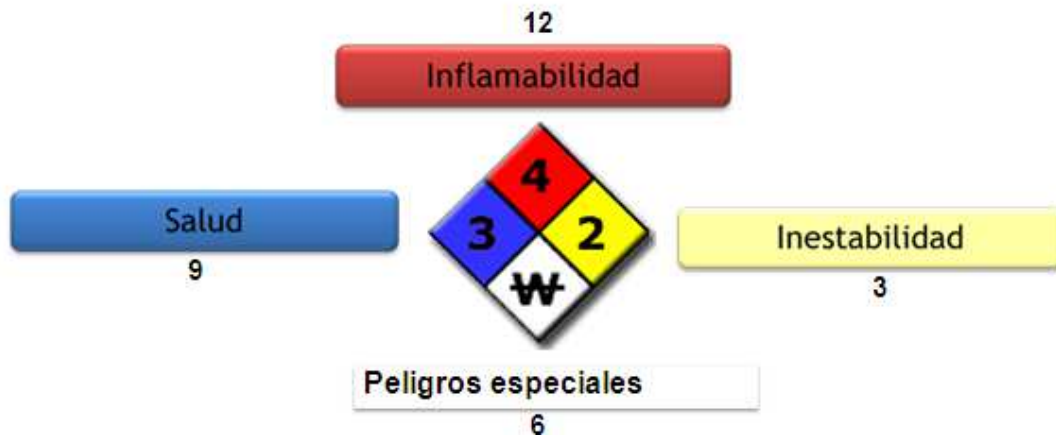 12
Inflamabilidad
4
Salud
3
2
Inestabilidad
9
W
3
Peligros especiales
6